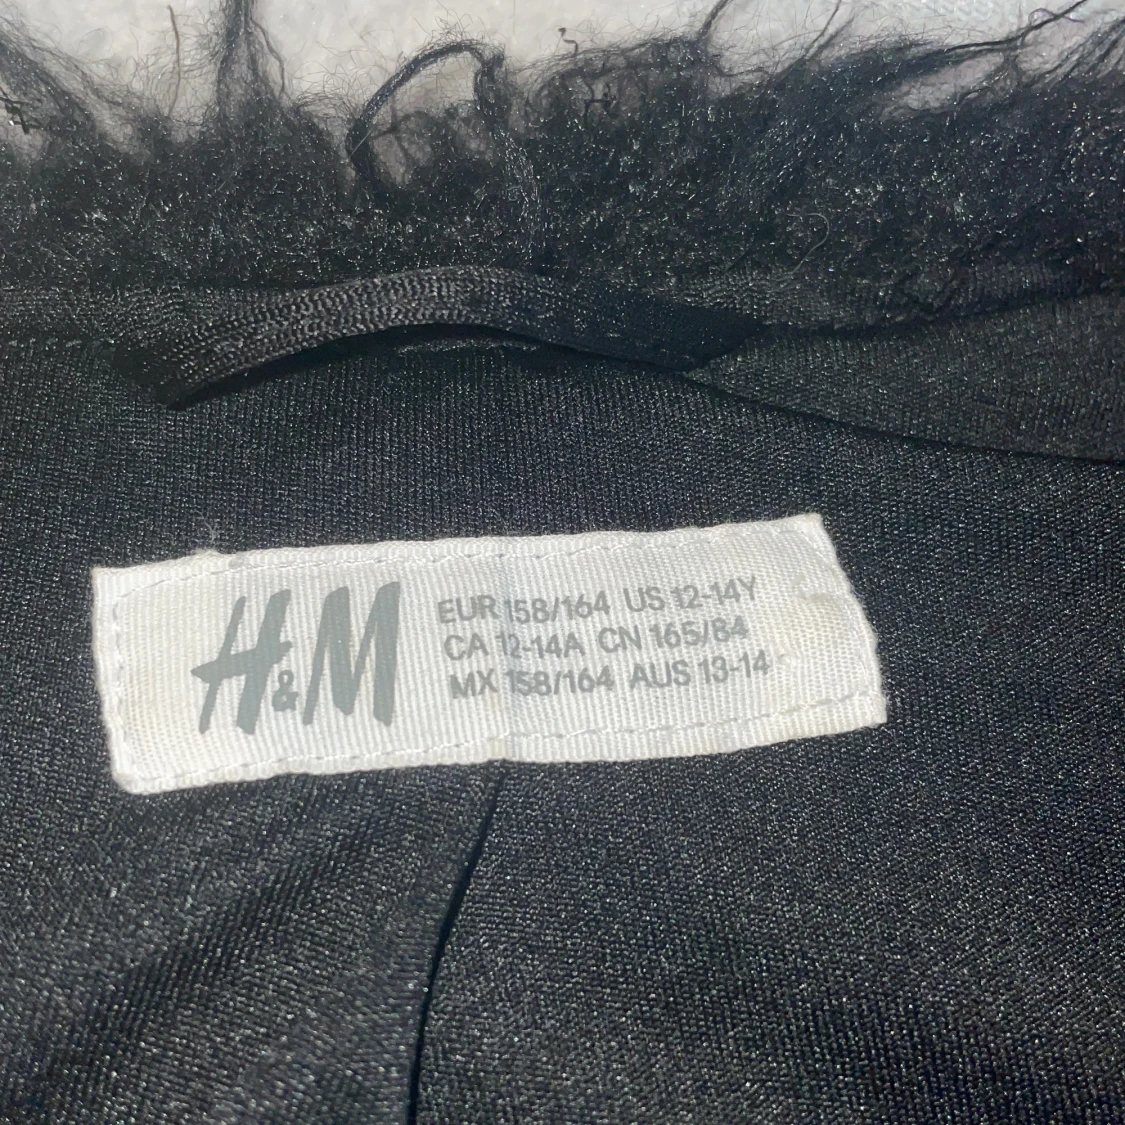 H&M
EUR 158/164 US 12-14Y
CA 12-14A CN 165/84
MX 158/164 AUS 13-14